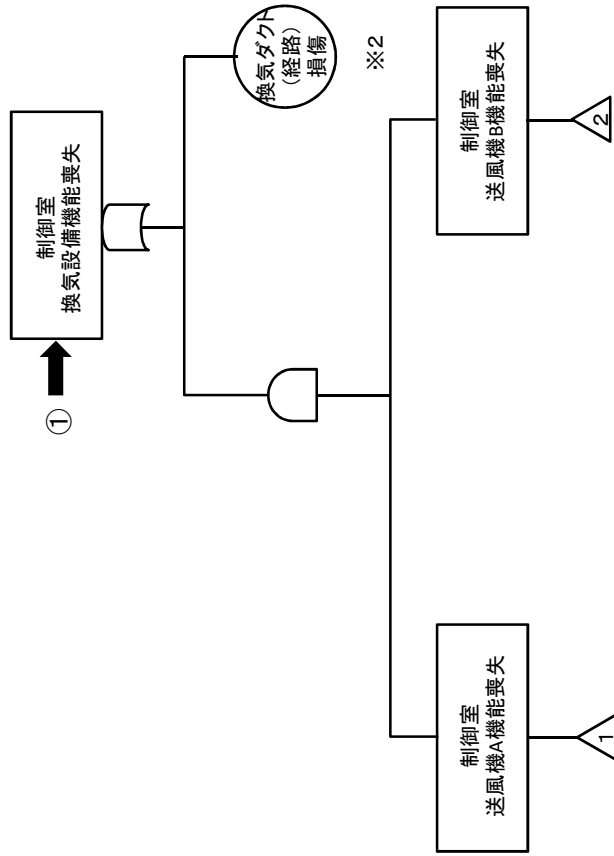 ①
制御室
換気設備機能喪失
換気ダクト
(経路)
損傷
※2
制御室
送風機A機能喪失
制御室
送風機B機能喪失
1
2